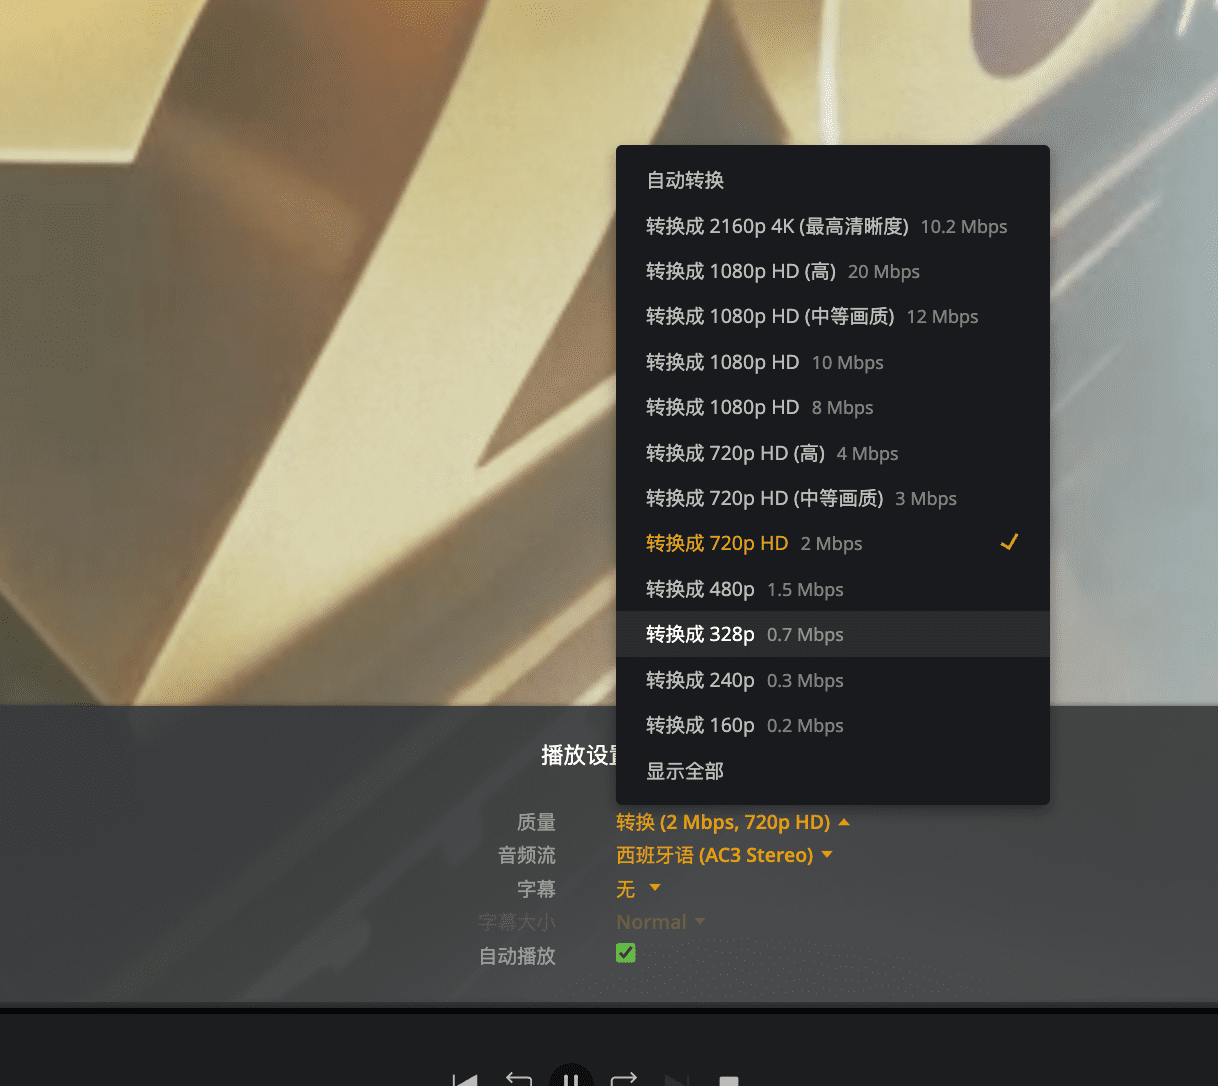 自动转换
转换成 2160p 4K (最高清晰度) 10.2 Mbps
转换成 1080p HD (高) 20 Mbps
转换成 1080p HD (中等画质) 12 Mbps
转换成 1080p HD 10 Mbps
转换成 1080p HD 8 Mbps
转换成 720p HD (高) 4 Mbps
转换成 720p HD (中等画质) 3 Mbps
转换成 720p HD 2 Mbps
转换成 480p 1.5 Mbps
转换成 328p 0.7 Mbps
转换成 240p 0.3 Mbps
转换成 160p 0.2 Mbps
显示全部
播放设置
质量 转换 (2 Mbps, 720p HD)
音频流 西班牙语 (AC3 Stereo)
字幕 无
字幕大小 Normal
自动播放